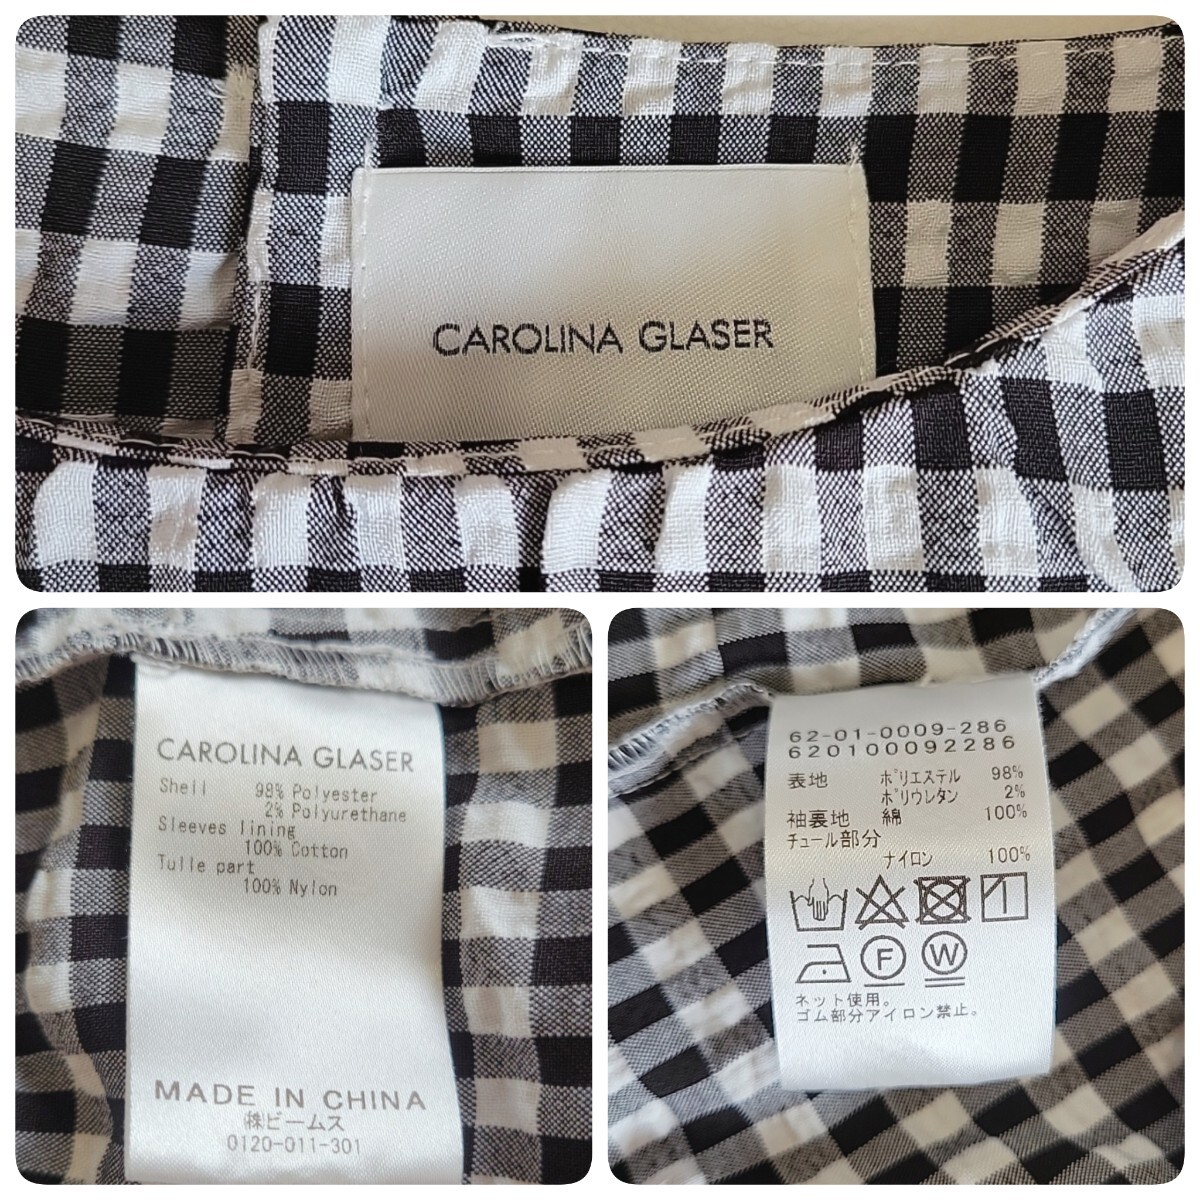 CAROLINA GLASER
CAROLINA GLASER
Shell 98% Polyester
2% Polyurethane
Sleeves lining
100% Cotton
Tulle part
100% Nylon
MADE IN CHINA
㈱ビームス
0120-011-301
62-01-0009-286
620100092286
表地 ポリエステル 98%
ポリウレタン 2%
袖裏地 綿 100%
チュール部分
ナイロン 100%
F W
ネット使用。
ゴム部分アイロン禁止。